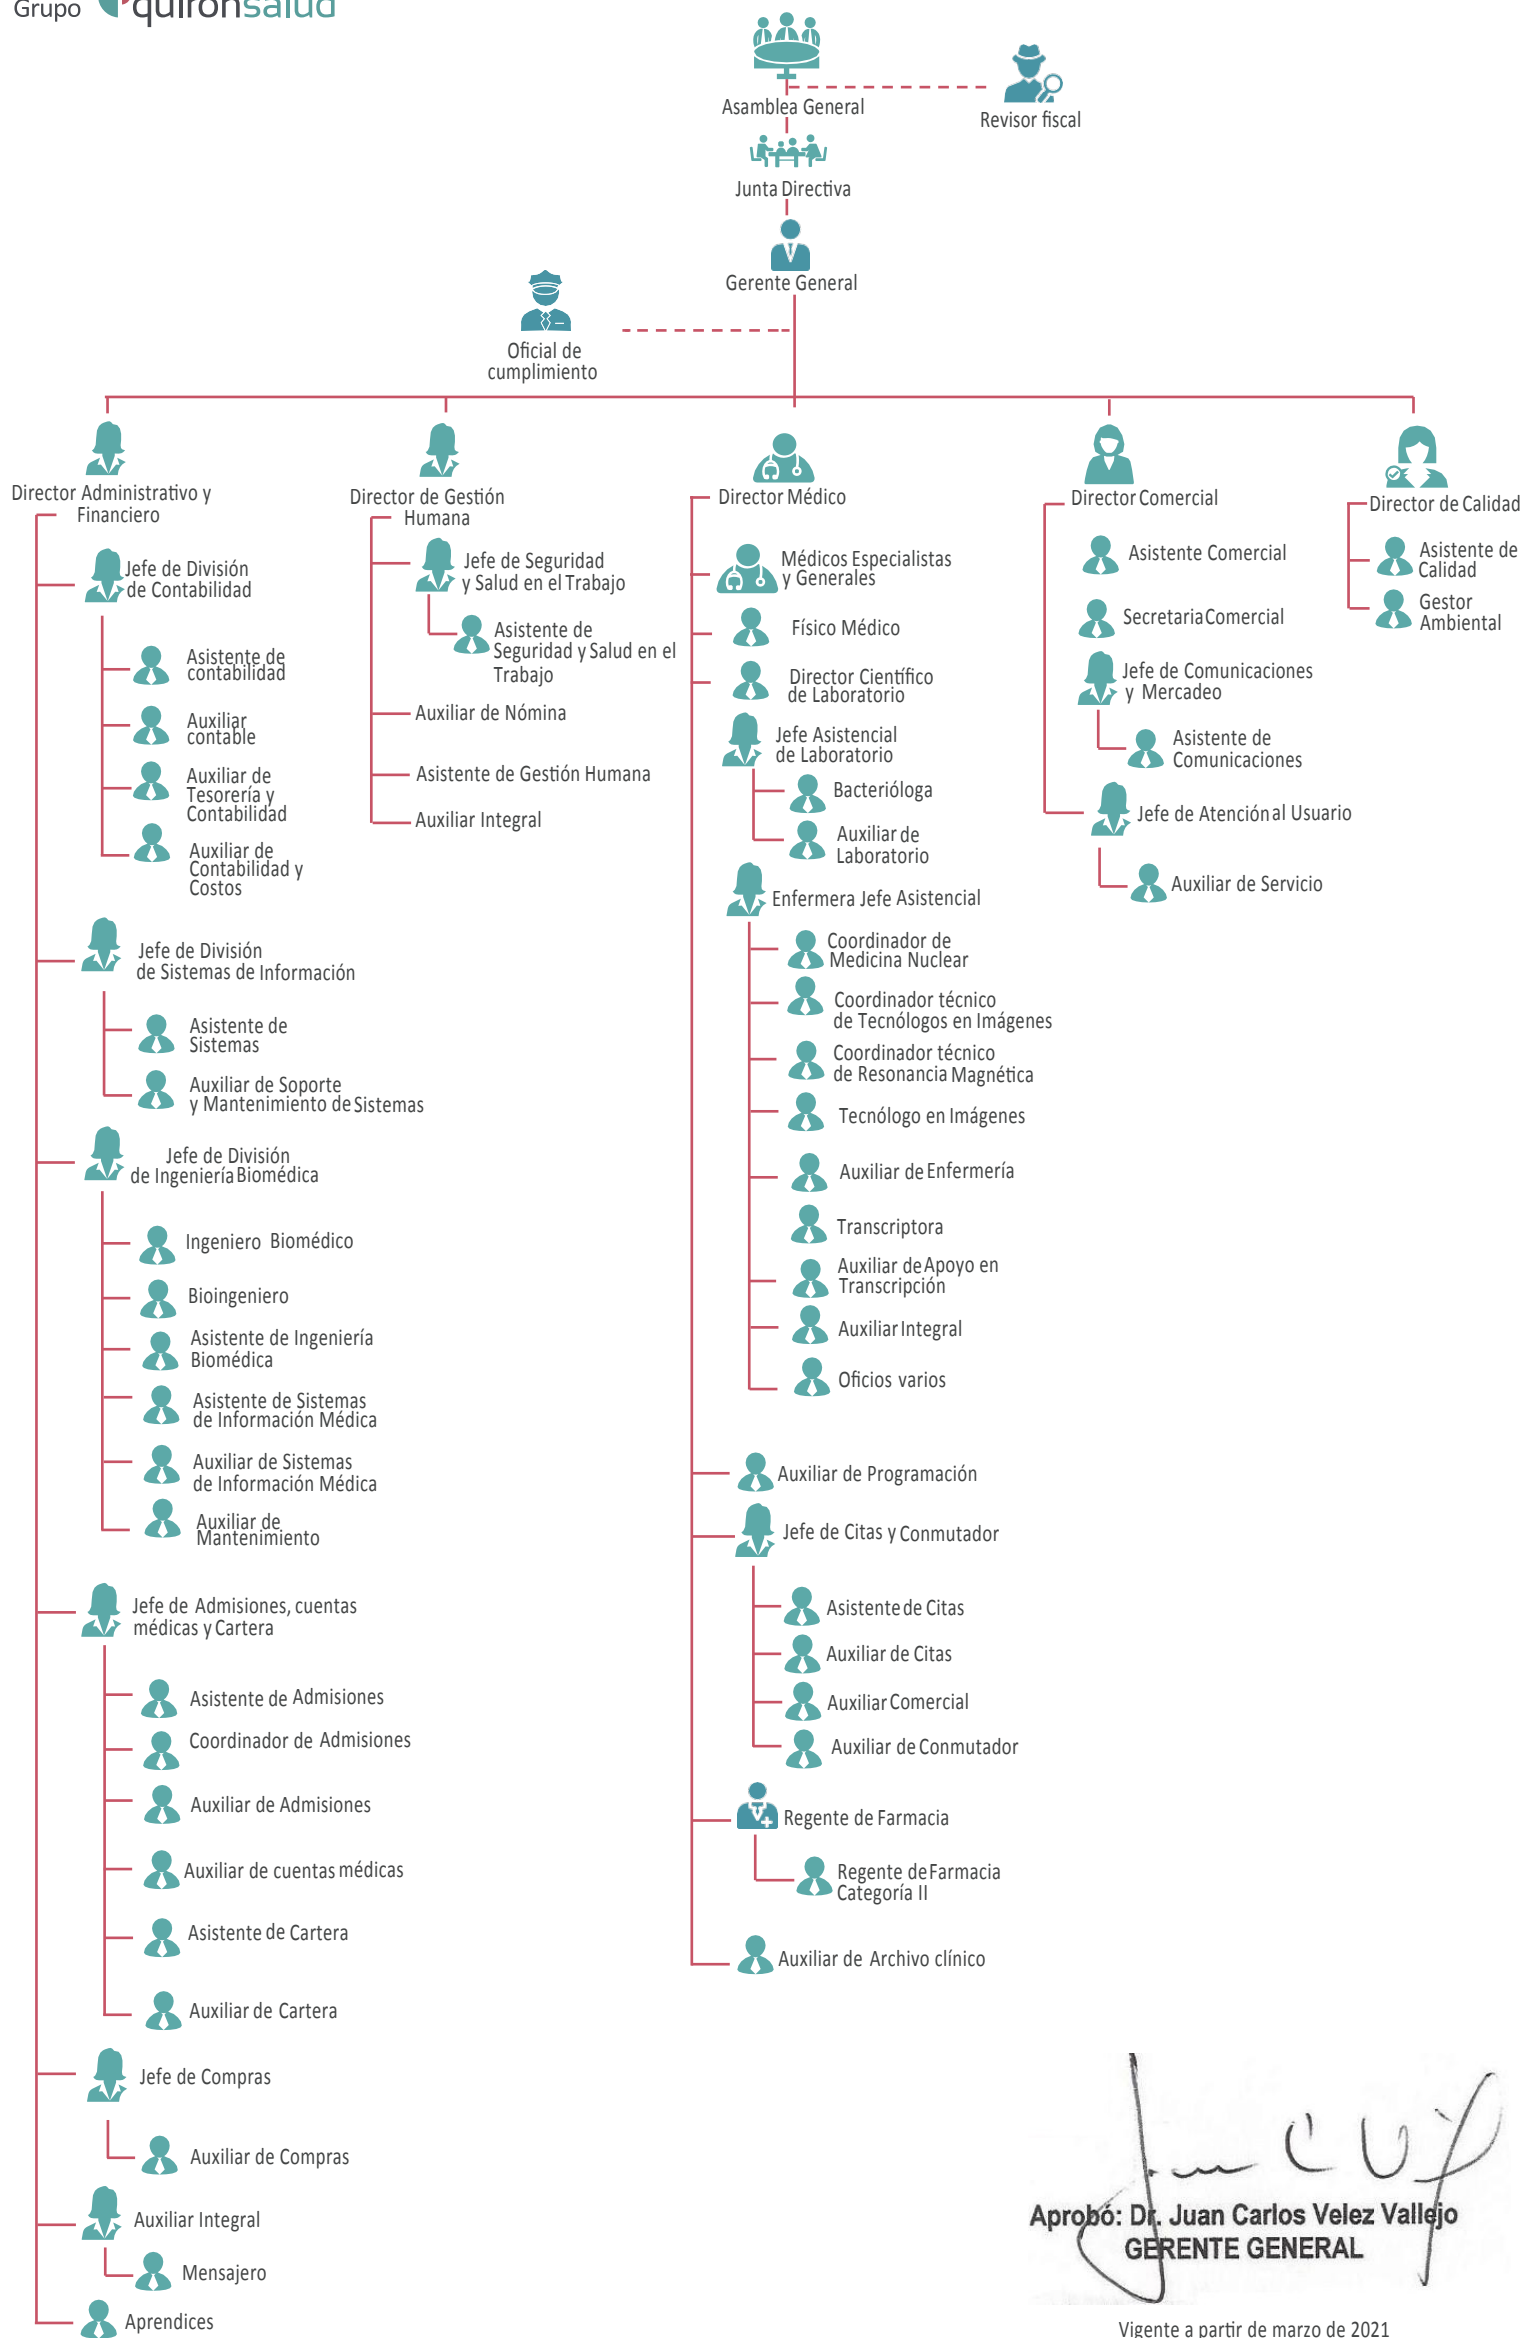 Grupo quirónsalud
Asamblea General
Revisor fiscal
Junta Directiva
Gerente General
Oficial de
cumplimiento
Director Administrativo y
Financiero
Jefe de División
de Contabilidad
Asistente de
contabilidad
Auxiliar
contable
Auxiliar de
Tesorería y
Contabilidad
Auxiliar de
Contabilidad y
Costos
Jefe de División
de Sistemas de Información
Asistente de
Sistemas
Auxiliar de Soporte
y Mantenimiento de Sistemas
Jefe de División
de Ingeniería Biomédica
Ingeniero Biomédico
Bioingeniero
Asistente de Ingeniería
Biomédica
Asistente de Sistemas
de Información Médica
Auxiliar de Sistemas
de Información Médica
Auxiliar de
Mantenimiento
Jefe de Admisiones, cuentas
médicas y Cartera
Asistente de Admisiones
Coordinador de Admisiones
Auxiliar de Admisiones
Auxiliar de cuentas médicas
Asistente de Cartera
Auxiliar de Cartera
Jefe de Compras
Auxiliar de Compras
Auxiliar Integral
Mensajero
Aprendices
Director de Gestión
Humana
Jefe de Seguridad
y Salud en el Trabajo
Asistente de
Seguridad y Salud en el
Trabajo
Auxiliar de Nómina
Asistente de Gestión Humana
Auxiliar Integral
Director Médico
Médicos Especialistas
y Generales
Físico Médico
Director Científico
de Laboratorio
Jefe Asistencial
de Laboratorio
Bacterióloga
Auxiliar de
Laboratorio
Enfermera Jefe Asistencial
Coordinador de
Medicina Nuclear
Coordinador técnico
de Tecnólogos en Imágenes
Coordinador técnico
de Resonancia Magnética
Tecnólogo en Imágenes
Auxiliar de Enfermería
Transcriptora
Auxiliar de Apoyo en
Transcripción
Auxiliar Integral
Oficios varios
Auxiliar de Programación
Jefe de Citas y Conmutador
Asistente de Citas
Auxiliar de Citas
Auxiliar Comercial
Auxiliar de Conmutador
Regente de Farmacia
Regente de Farmacia
Categoría II
Auxiliar de Archivo clínico
Director Comercial
Asistente Comercial
Secretaria Comercial
Jefe de Comunicaciones
y Mercadeo
Asistente de
Comunicaciones
Jefe de Atención al Usuario
Auxiliar de Servicio
Director de Calidad
Asistente de
Calidad
Gestor
Ambiental
Aprobó: Dr. Juan Carlos Velez Vallejo
GERENTE GENERAL
Vigente a partir de marzo de 2021